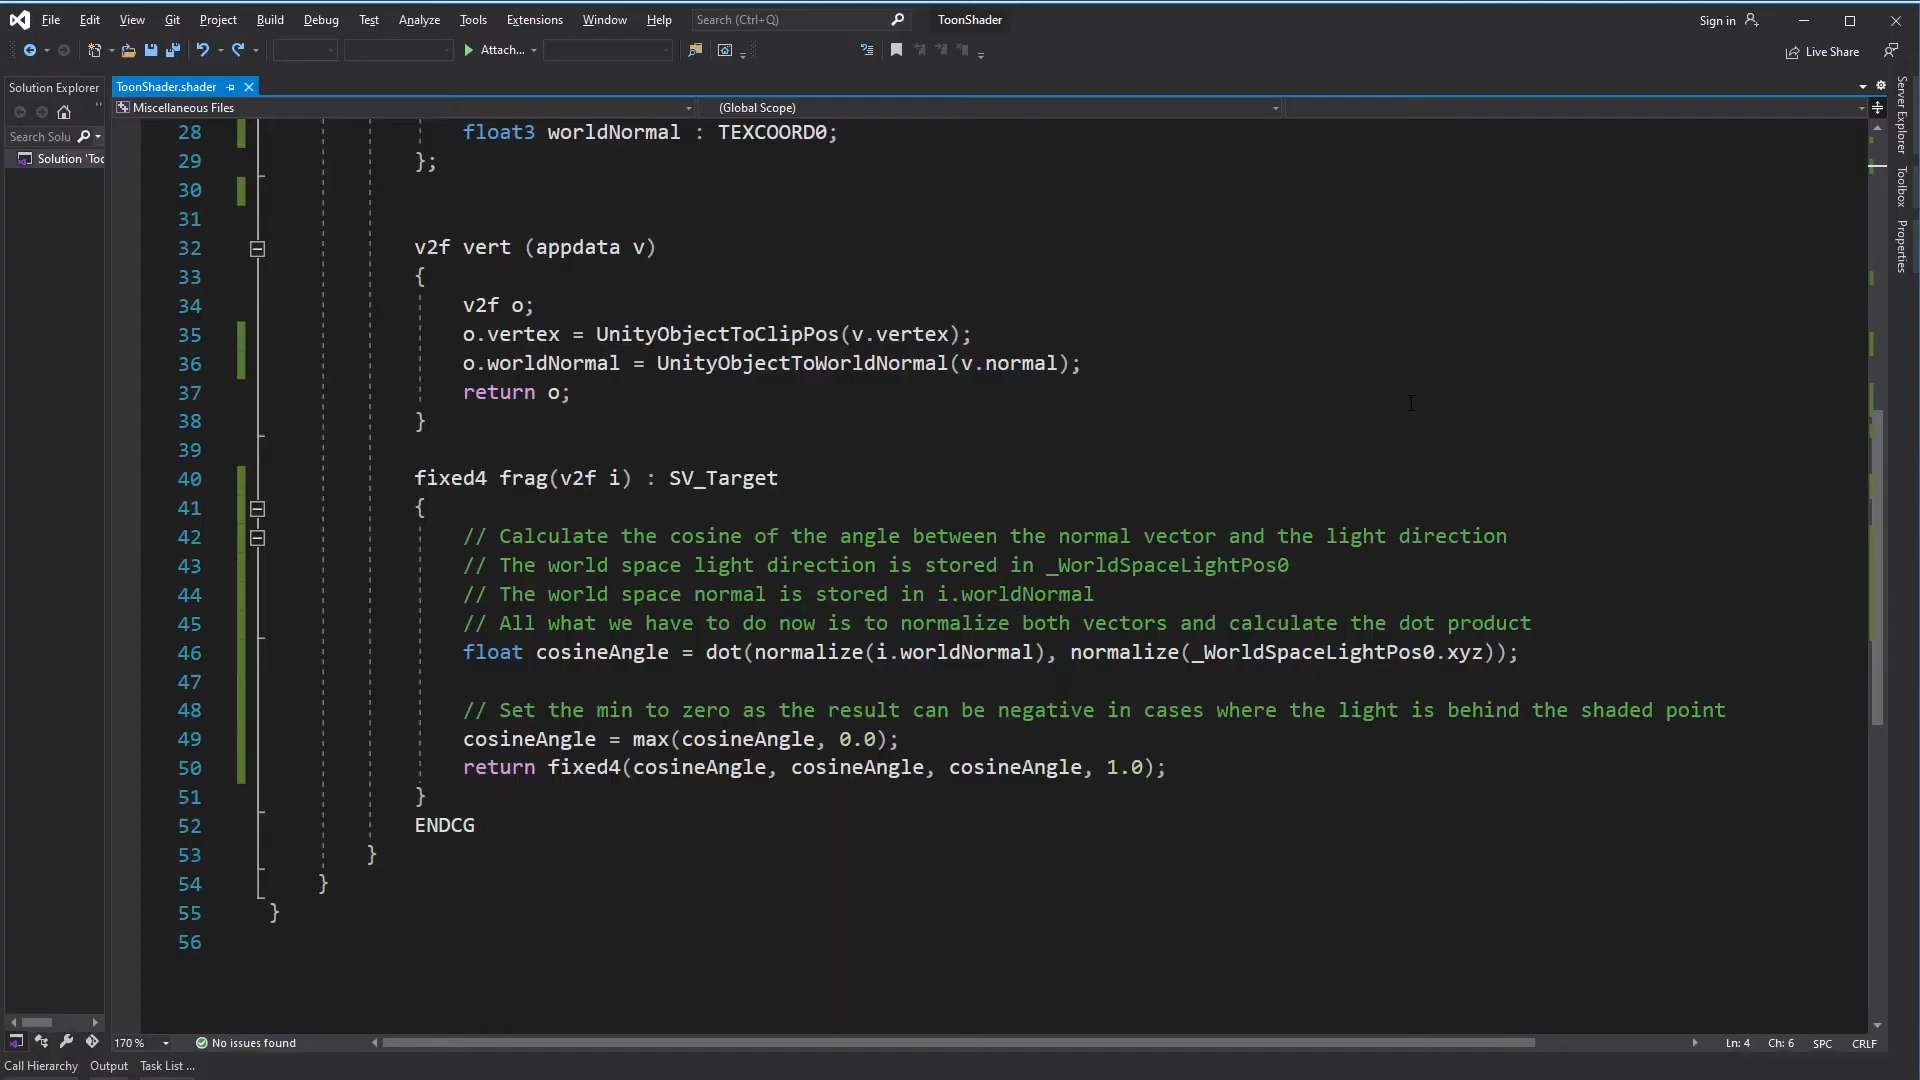 File Edit View Git Project Build Debug Test Analyze Tools Extensions Window Help Search (Ctrl+Q) ToonShader Sign in
Attach... Live Share
Solution Explorer ToonShader.shader
Miscellaneous Files (Global Scope)
Search Solu
Solution 'Too
Server Explorer
Toolbox
Properties
28 float3 worldNormal : TEXCOORD0;
29 };
30
31
32 v2f vert (appdata v)
33 {
34 v2f o;
35 o.vertex = UnityObjectToClipPos(v.vertex);
36 o.worldNormal = UnityObjectToWorldNormal(v.normal);
37 return o;
38 }
39
40 fixed4 frag(v2f i) : SV_Target
41 {
42 // Calculate the cosine of the angle between the normal vector and the light direction
43 // The world space light direction is stored in _WorldSpaceLightPos0
44 // The world space normal is stored in i.worldNormal
45 // All what we have to do now is to normalize both vectors and calculate the dot product
46 float cosineAngle = dot(normalize(i.worldNormal), normalize(_WorldSpaceLightPos0.xyz));
47
48 // Set the min to zero as the result can be negative in cases where the light is behind the shaded point
49 cosineAngle = max(cosineAngle, 0.0);
50 return fixed4(cosineAngle, cosineAngle, cosineAngle, 1.0);
51 }
52 ENDCG
53 }
54 }
55 }
56
170 % No issues found Ln: 4 Ch: 6 SPC CRLF
Call Hierarchy Output Task List ...